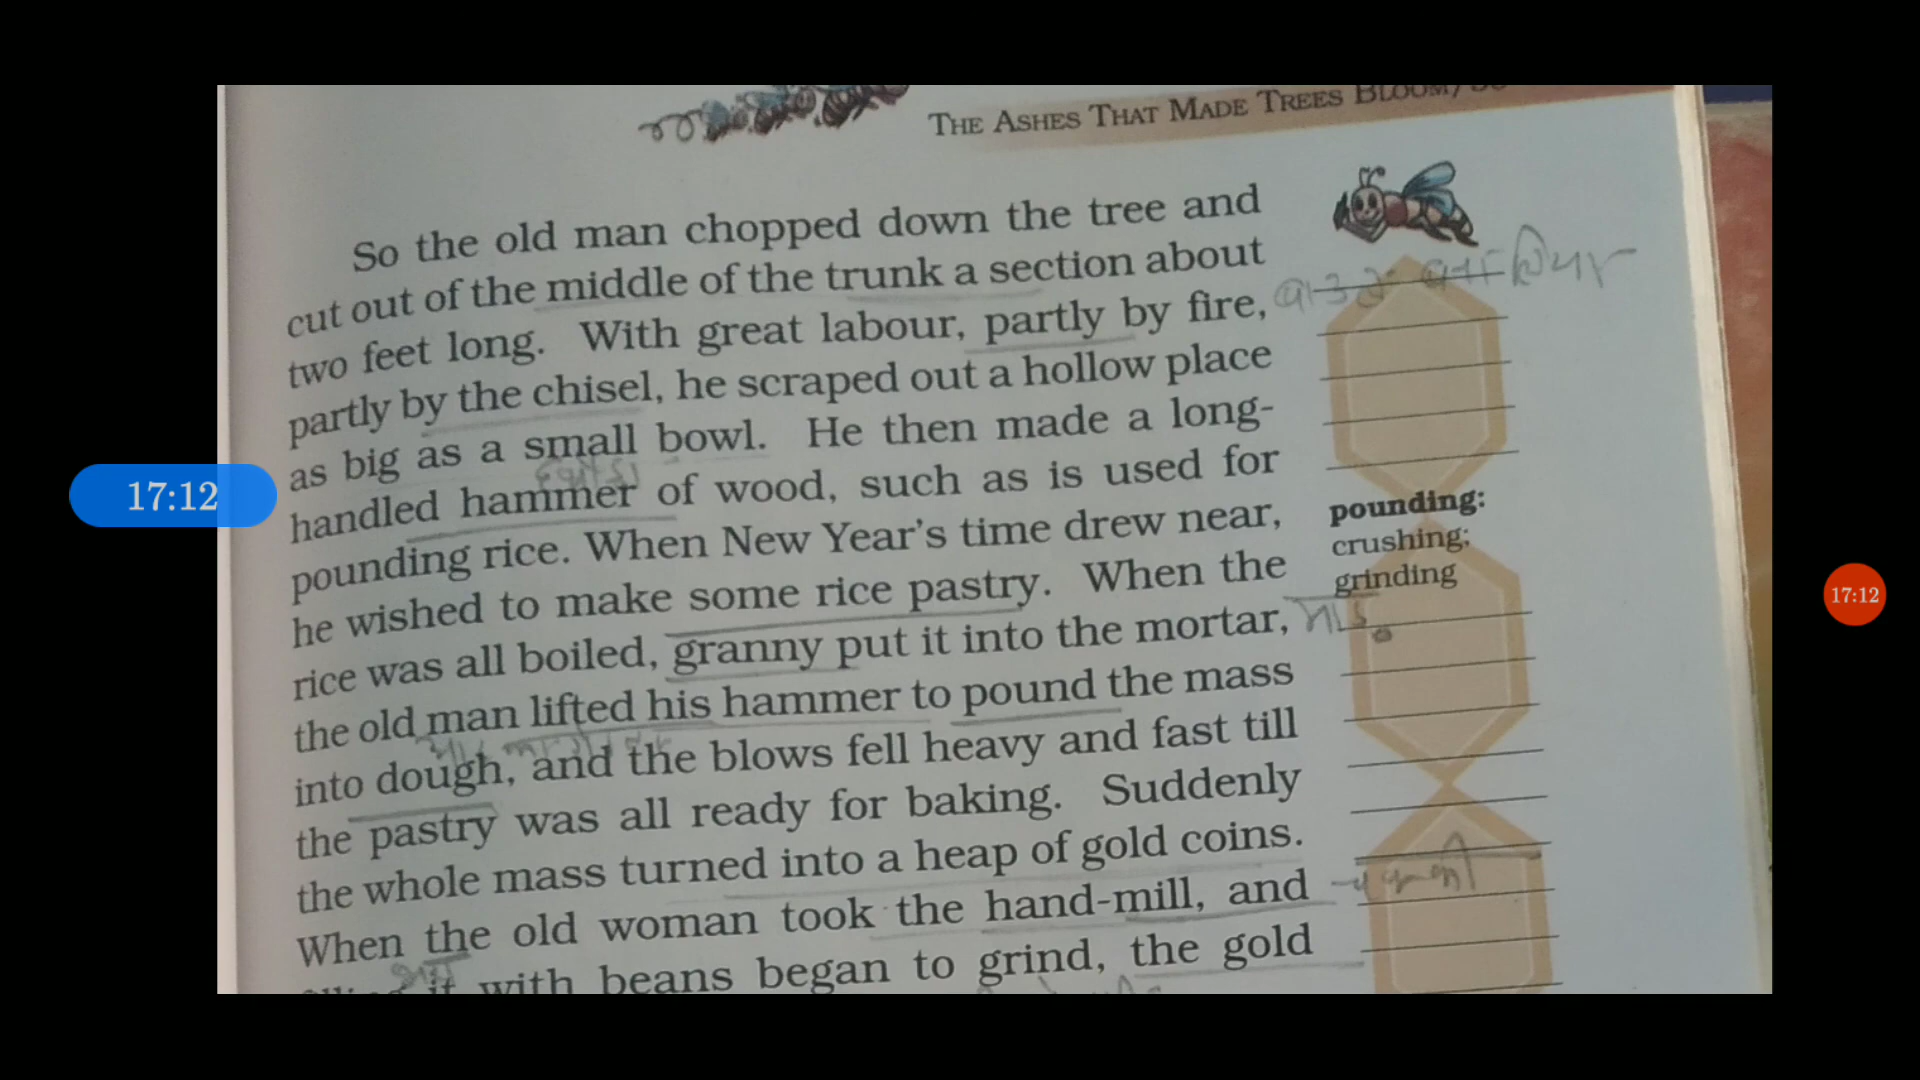 THE ASHES THAT MADE TREES BLOOM/
So the old man chopped down the tree and
cut out of the middle of the trunk a section about
two feet long. With great labour, partly by fire,
partly by the chisel, he scraped out a hollow place
as big as a small bowl. He then made a long-
handled hammer of wood, such as is used for
pounding rice. When New Year's time drew near,
he wished to make some rice pastry. When the
rice was all boiled, granny put it into the mortar,
the old man lifted his hammer to pound the mass
into dough, and the blows fell heavy and fast till
the pastry was all ready for baking. Suddenly
the whole mass turned into a heap of gold coins.
When the old woman took the hand-mill, and
it with beans began to grind, the gold
pounding:
crushing;
grinding
17:12
17:12